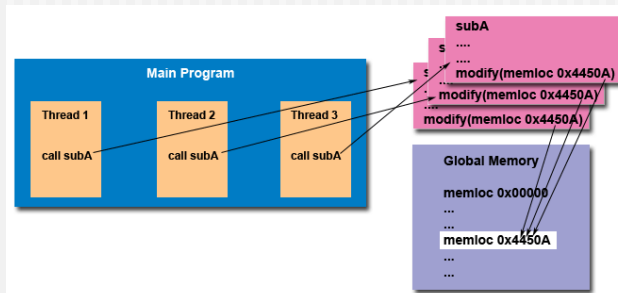 Main Program
Thread 1
call subA
Thread 2
call subA
Thread 3
call subA
subA
....
....
modify(memloc 0x4450A)
s
....
modify(memloc 0x4450A)
s
....
modify(memloc 0x4450A)
Global Memory
memloc 0x00000
...
...
memloc 0x4450A
...
...